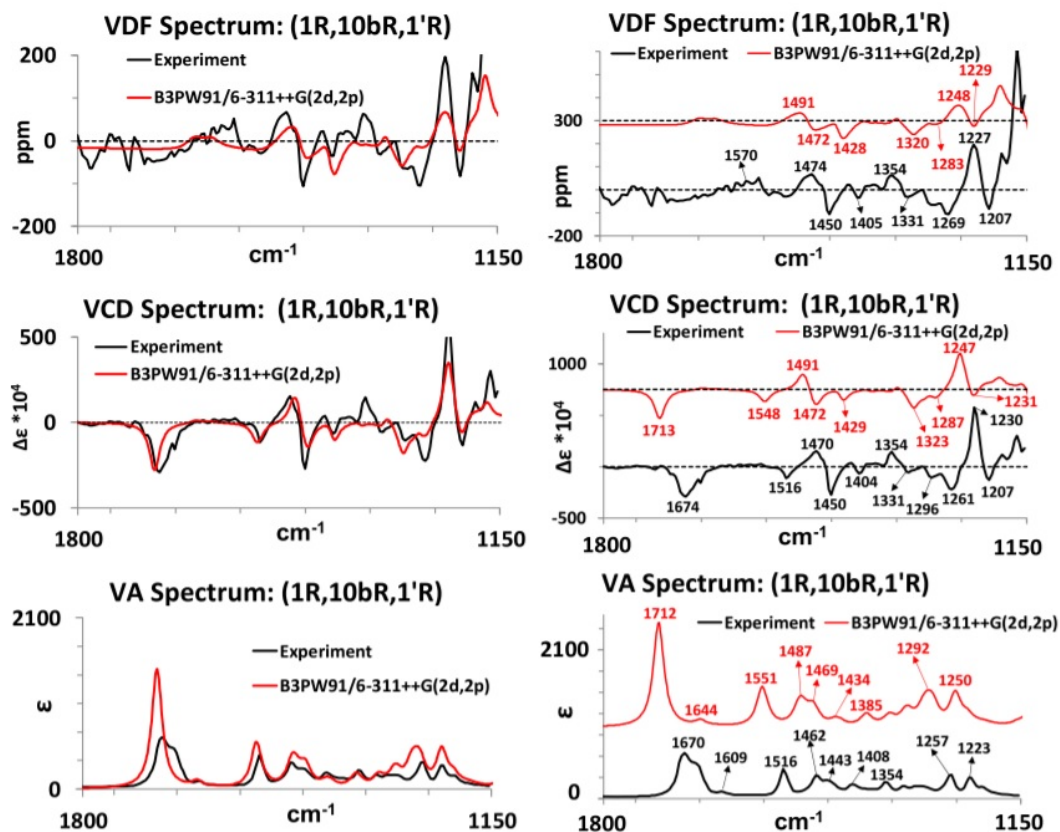 VDF Spectrum: (1R,10bR,1'R)
200
Experiment
B3PW91/6-311++G(2d,2p)
ppm
0
-200
1800
cm-1
1150
VDF Spectrum: (1R,10bR,1'R)
Experiment
B3PW91/6-311++G(2d,2p)
1229
1491
1248
300
1472
1428
1320
1227
1283
1570
1474
1354
ppm
1450
1405
1331
1269
1207
-200
1800
cm-1
1150
VCD Spectrum: (1R,10bR,1'R)
500
Experiment
B3PW91/6-311++G(2d,2p)
Δε *10⁴
0
-500
1800
cm-1
1150
VCD Spectrum: (1R,10bR,1'R)
Experiment
B3PW91/6-311++G(2d,2p)
1247
1000
1491
1548
1472
1429
1231
1713
1287
1323
1230
Δε *10⁴
1470
1354
1516
1404
1450
1331
1296
1261
1207
1674
-500
1800
cm-1
1150
VA Spectrum: (1R,10bR,1'R)
2100
Experiment
B3PW91/6-311++G(2d,2p)
ε
0
1800
cm-1
1150
VA Spectrum: (1R,10bR,1'R)
1712
Experiment
B3PW91/6-311++G(2d,2p)
2100
1487
1292
1551
1469
1434
1250
1644
1385
ε
1670
1462
1257
1609
1516
1443
1408
1354
1223
0
1800
cm-1
1150